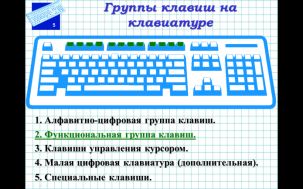 Группы клавиш на
клавиатуре
5
1. Алфавитно-цифровая группа клавиш.
2. Функциональная группа клавиш.
3. Клавиши управления курсором.
4. Малая цифровая клавиатура (дополнительная).
5. Специальные клавиши.